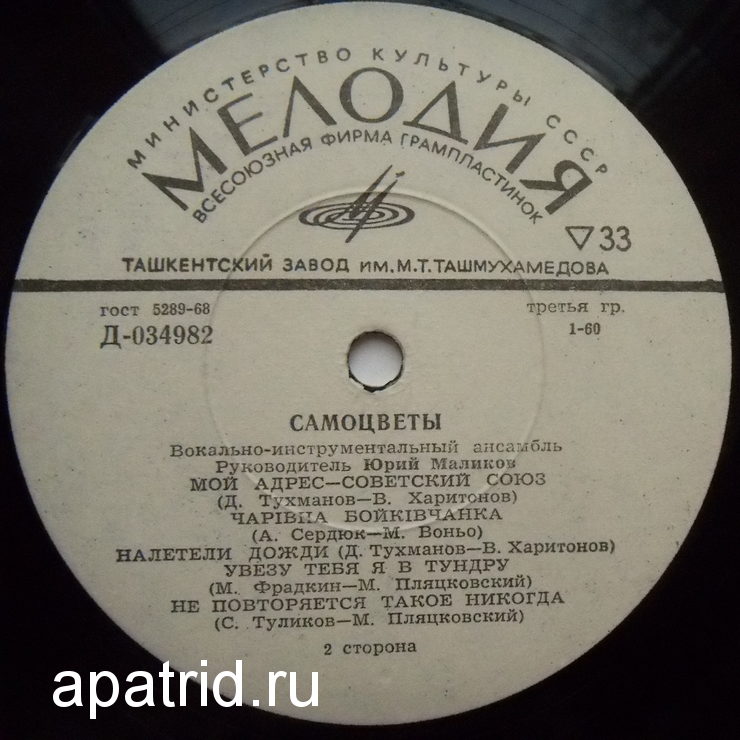 МИНИСТЕРСТВО КУЛЬТУРЫ СССР
МЕЛОДИЯ
ВСЕСОЮЗНАЯ ФИРМА ГРАМПЛАСТИНОК
▽33
ТАШКЕНТСКИЙ ЗАВОД ИМ. М.Т. ТАШМУХАМЕДОВА
гост 5289-68
третья гр.
Д-034982
1-60
САМОЦВЕТЫ
Вокально-инструментальный ансамбль
Руководитель Юрий Маликов
МОЙ АДРЕС—СОВЕТСКИЙ СОЮЗ
(Д. Тухманов—В. Харитонов)
ЧАРІВНА БОЙКІВЧАНКА
(А. Сердюк—М. Воньо)
НАЛЕТЕЛИ ДОЖДИ (Д. Тухманов—В. Харитонов)
УВЕЗУ ТЕБЯ Я В ТУНДРУ
(М. Фрадкин—М. Пляцковский)
НЕ ПОВТОРЯЕТСЯ ТАКОЕ НИКОГДА
(С. Туликов—М. Пляцковский)
2 сторона
apatrid.ru